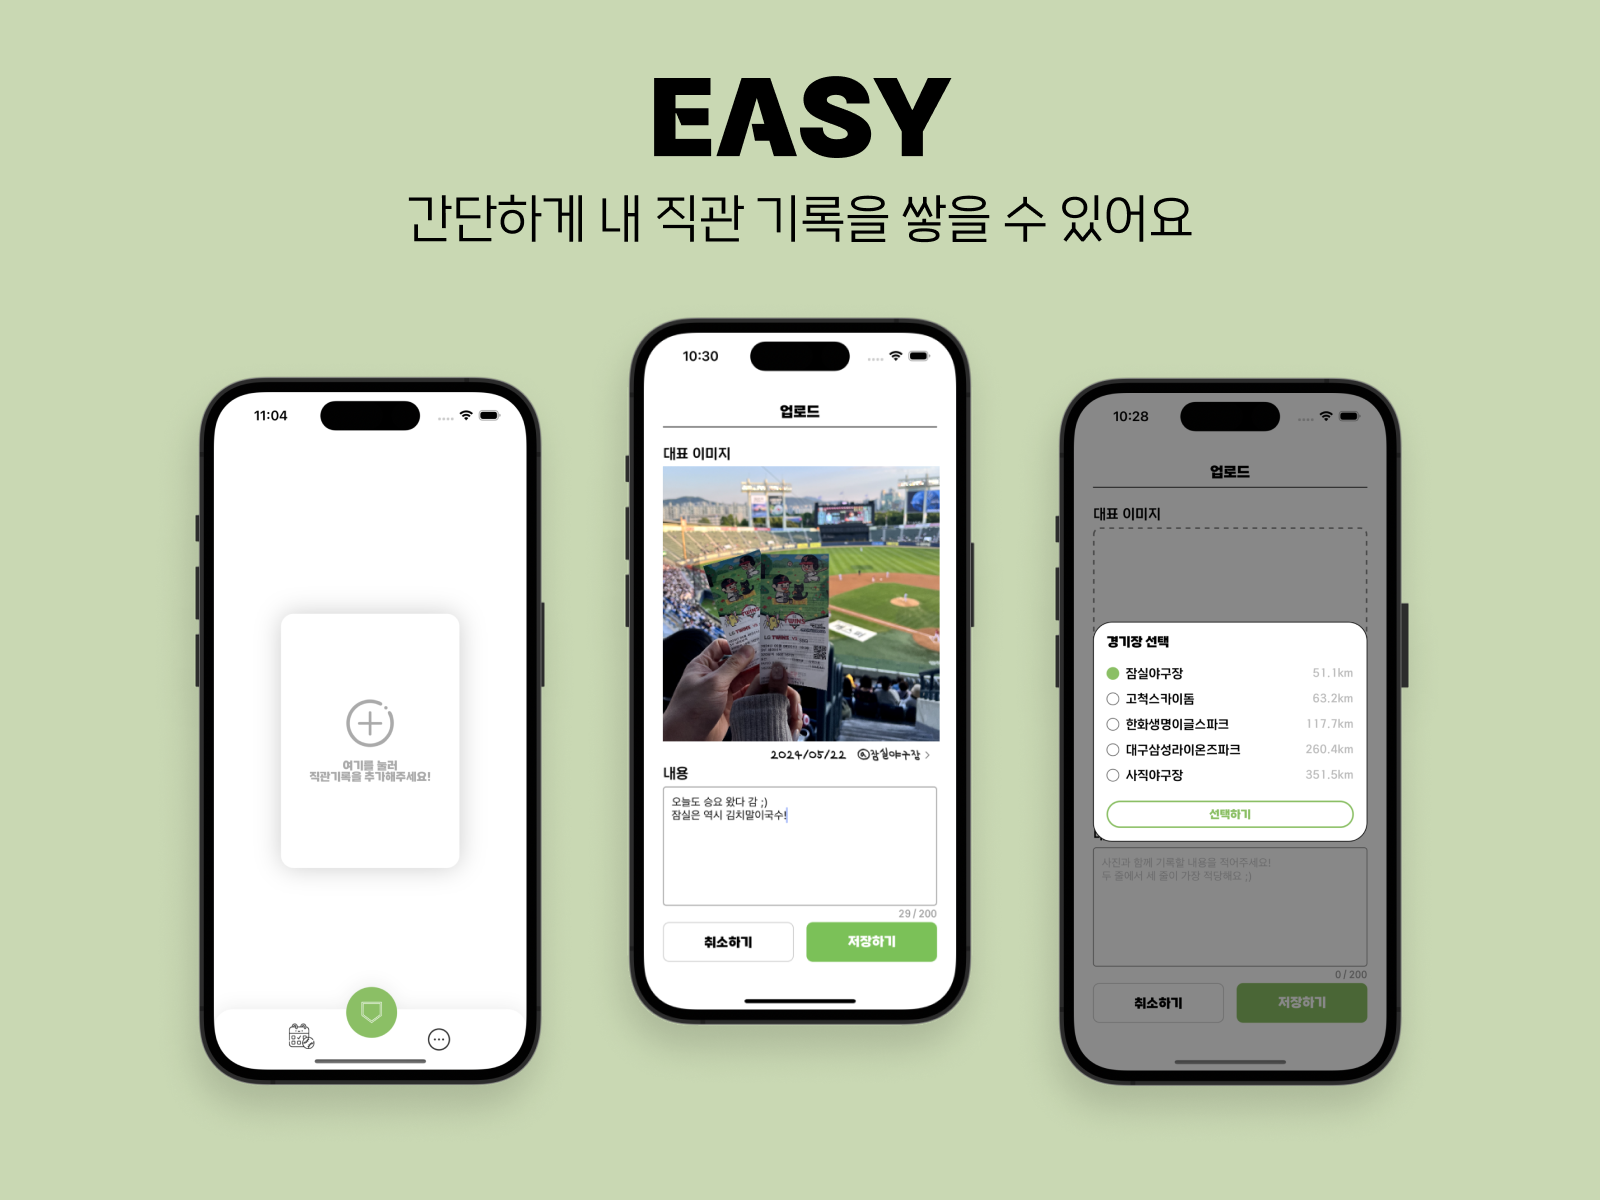 EASY
간단하게 내 직관 기록을 쌓을 수 있어요
11:04
여기를 눌러
직관기록을 추가해주세요!
10:30
업로드
대표 이미지
LG TWINS VS
2024/05/22 @잠실야구장 >
내용
오늘도 승요 왔다 감 ;)
잠실은 역시 김치말이국수!
29 / 200
취소하기
저장하기
10:28
업로드
대표 이미지
경기장 선택
잠실야구장 51.1km
고척스카이돔 63.2km
한화생명이글스파크 117.7km
대구삼성라이온즈파크 260.4km
사직야구장 351.5km
선택하기
사진과 함께 기록할 내용을 적어주세요!
두 줄에서 세 줄이 가장 적당해요 ;)
0 / 200
취소하기
저장하기